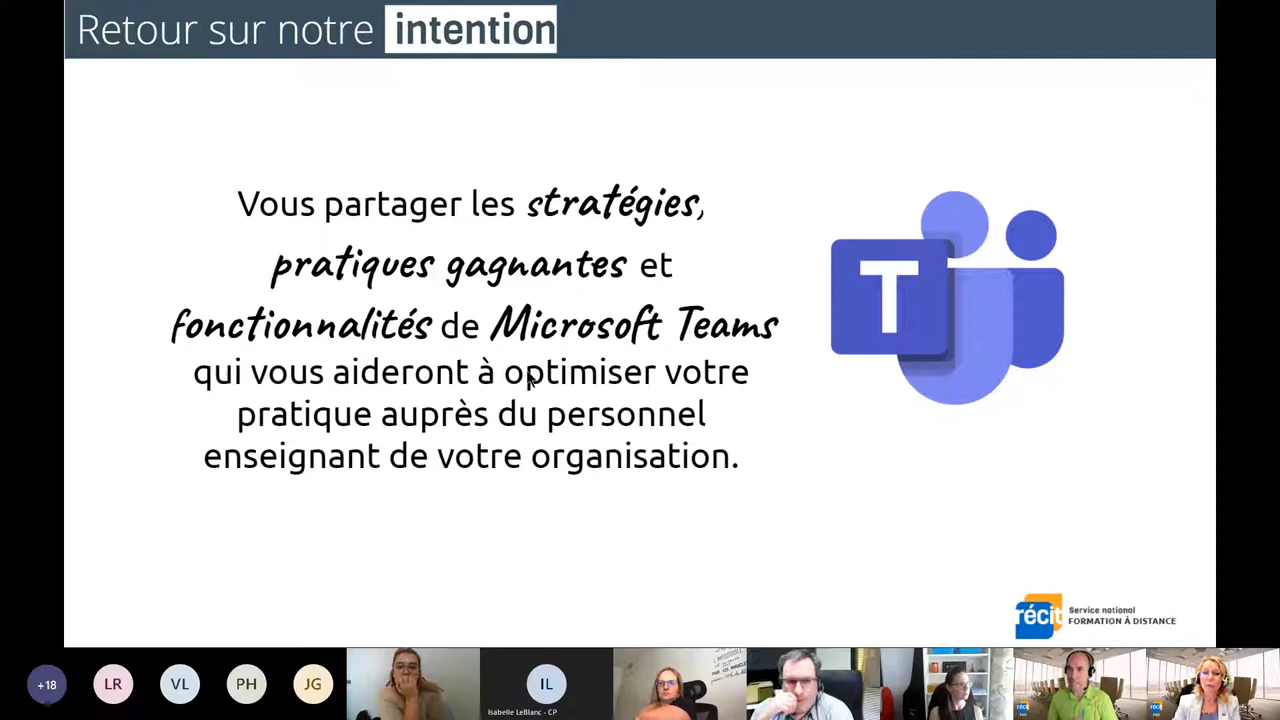 Retour sur notre intention
Vous partager les stratégies,
pratiques gagnantes et
fonctionnalités de Microsoft Teams
qui vous aideront à optimiser votre
pratique auprès du personnel
enseignant de votre organisation.
T
récit
Service national
FORMATION À DISTANCE
+18
LR
VL
PH
JG
IL
Isabelle LeBlanc - CP
récit
récit